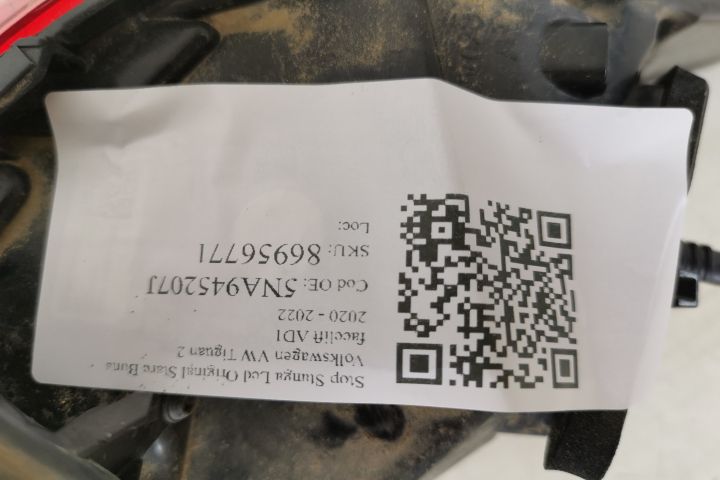 Stop Stanga Led Original Stare Buna
Volkswagen VW Tiguan 2
facelift AD1
2020 - 2022
Cod OE: 5NA945207J
SKU: 86956771
Loc: